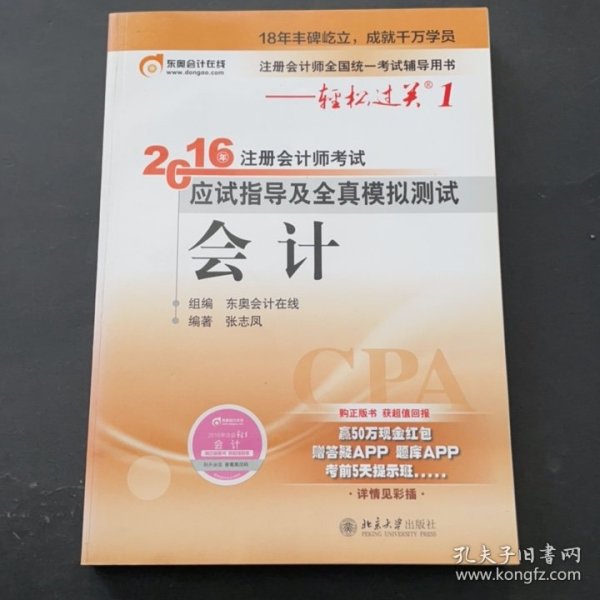 18年丰碑屹立，成就千万学员
东奥会计在线
www.dongao.com
注册会计师全国统一考试辅导用书
——轻松过关®1
2016年 注册会计师考试
应试指导及全真模拟测试
会计
组编 东奥会计在线
编著 张志凤
CPA
购正版书 获超值回报
赢50万现金红包
赠答疑APP 题库APP
考前5天提示班.....
·详情见彩插·
会计
北京大学出版社
PEKING UNIVERSITY PRESS
孔夫子旧书网
www.kongfz.com